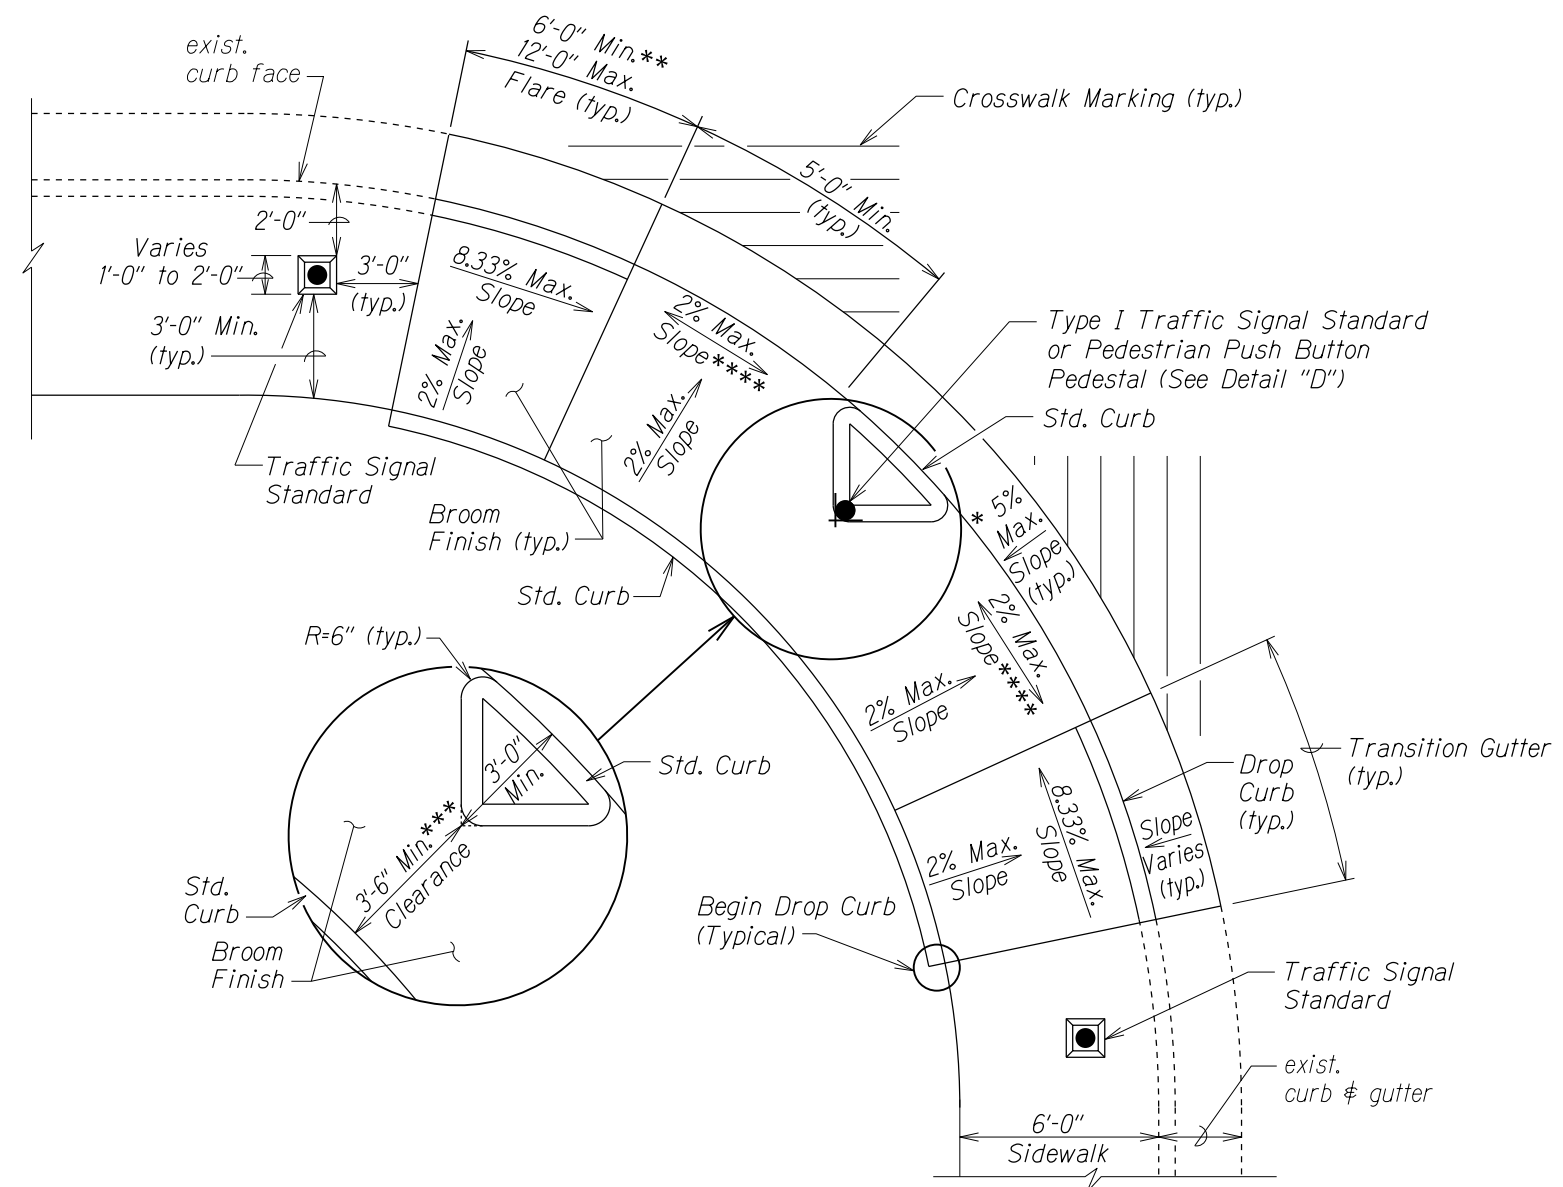 exist.
curb face
6'-0" Min.**
12'-0" Max.
Flare (typ.)
Crosswalk Marking (typ.)
5'-0" Min.
(typ.)
2'-0"
Varies
1'-0" to 2'-0"
3'-0"
(typ.)
3'-0" Min.
(typ.)
8.33% Max.
Slope
2% Max.
Slope
2% Max.
Slope****
2% Max.
Slope
Type I Traffic Signal Standard
or Pedestrian Push Button
Pedestal (See Detail "D")
Std. Curb
Traffic Signal
Standard
Broom
Finish (typ.)
Std. Curb
* 5%
Max.
Slope
(typ.)
2% Max.
Slope****
2% Max.
Slope
R=6" (typ.)
3'-0"
Min.
Std. Curb
3'-6" Min.***
Clearance
Std.
Curb
Broom
Finish
Transition Gutter
(typ.)
Drop
Curb
(typ.)
8.33% Max.
Slope
2% Max.
Slope
Slope
Varies
(typ.)
Begin Drop Curb
(Typical)
Traffic Signal
Standard
exist.
curb & gutter
6'-0"
Sidewalk